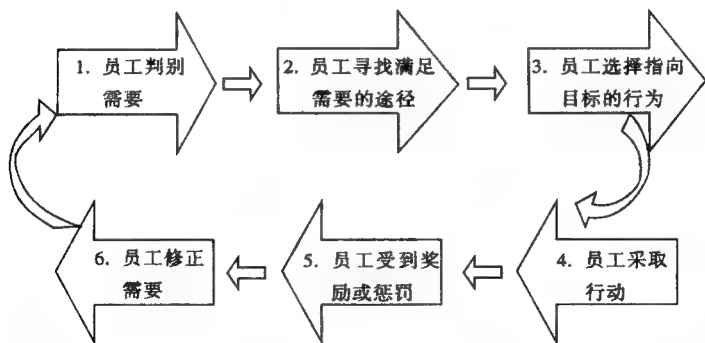 1. 员工判别
需要
2. 员工寻找满足
需要的途径
3. 员工选择指向
目标的行为
4. 员工采取
行动
5. 员工受到奖
励或惩罚
6. 员工修正
需要